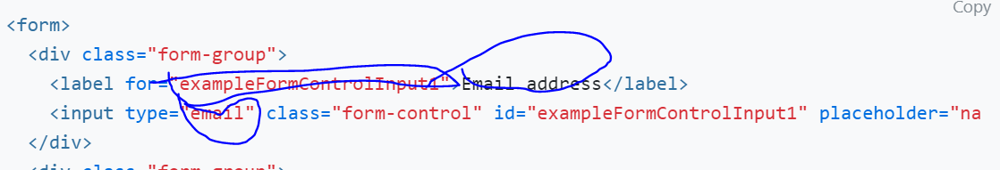 Copy
<form>
<div class="form-group">
<label for="exampleFormControlInput1">Email address</label>
<input type="email" class="form-control" id="exampleFormControlInput1" placeholder="na
</div>
<div class="form-group">